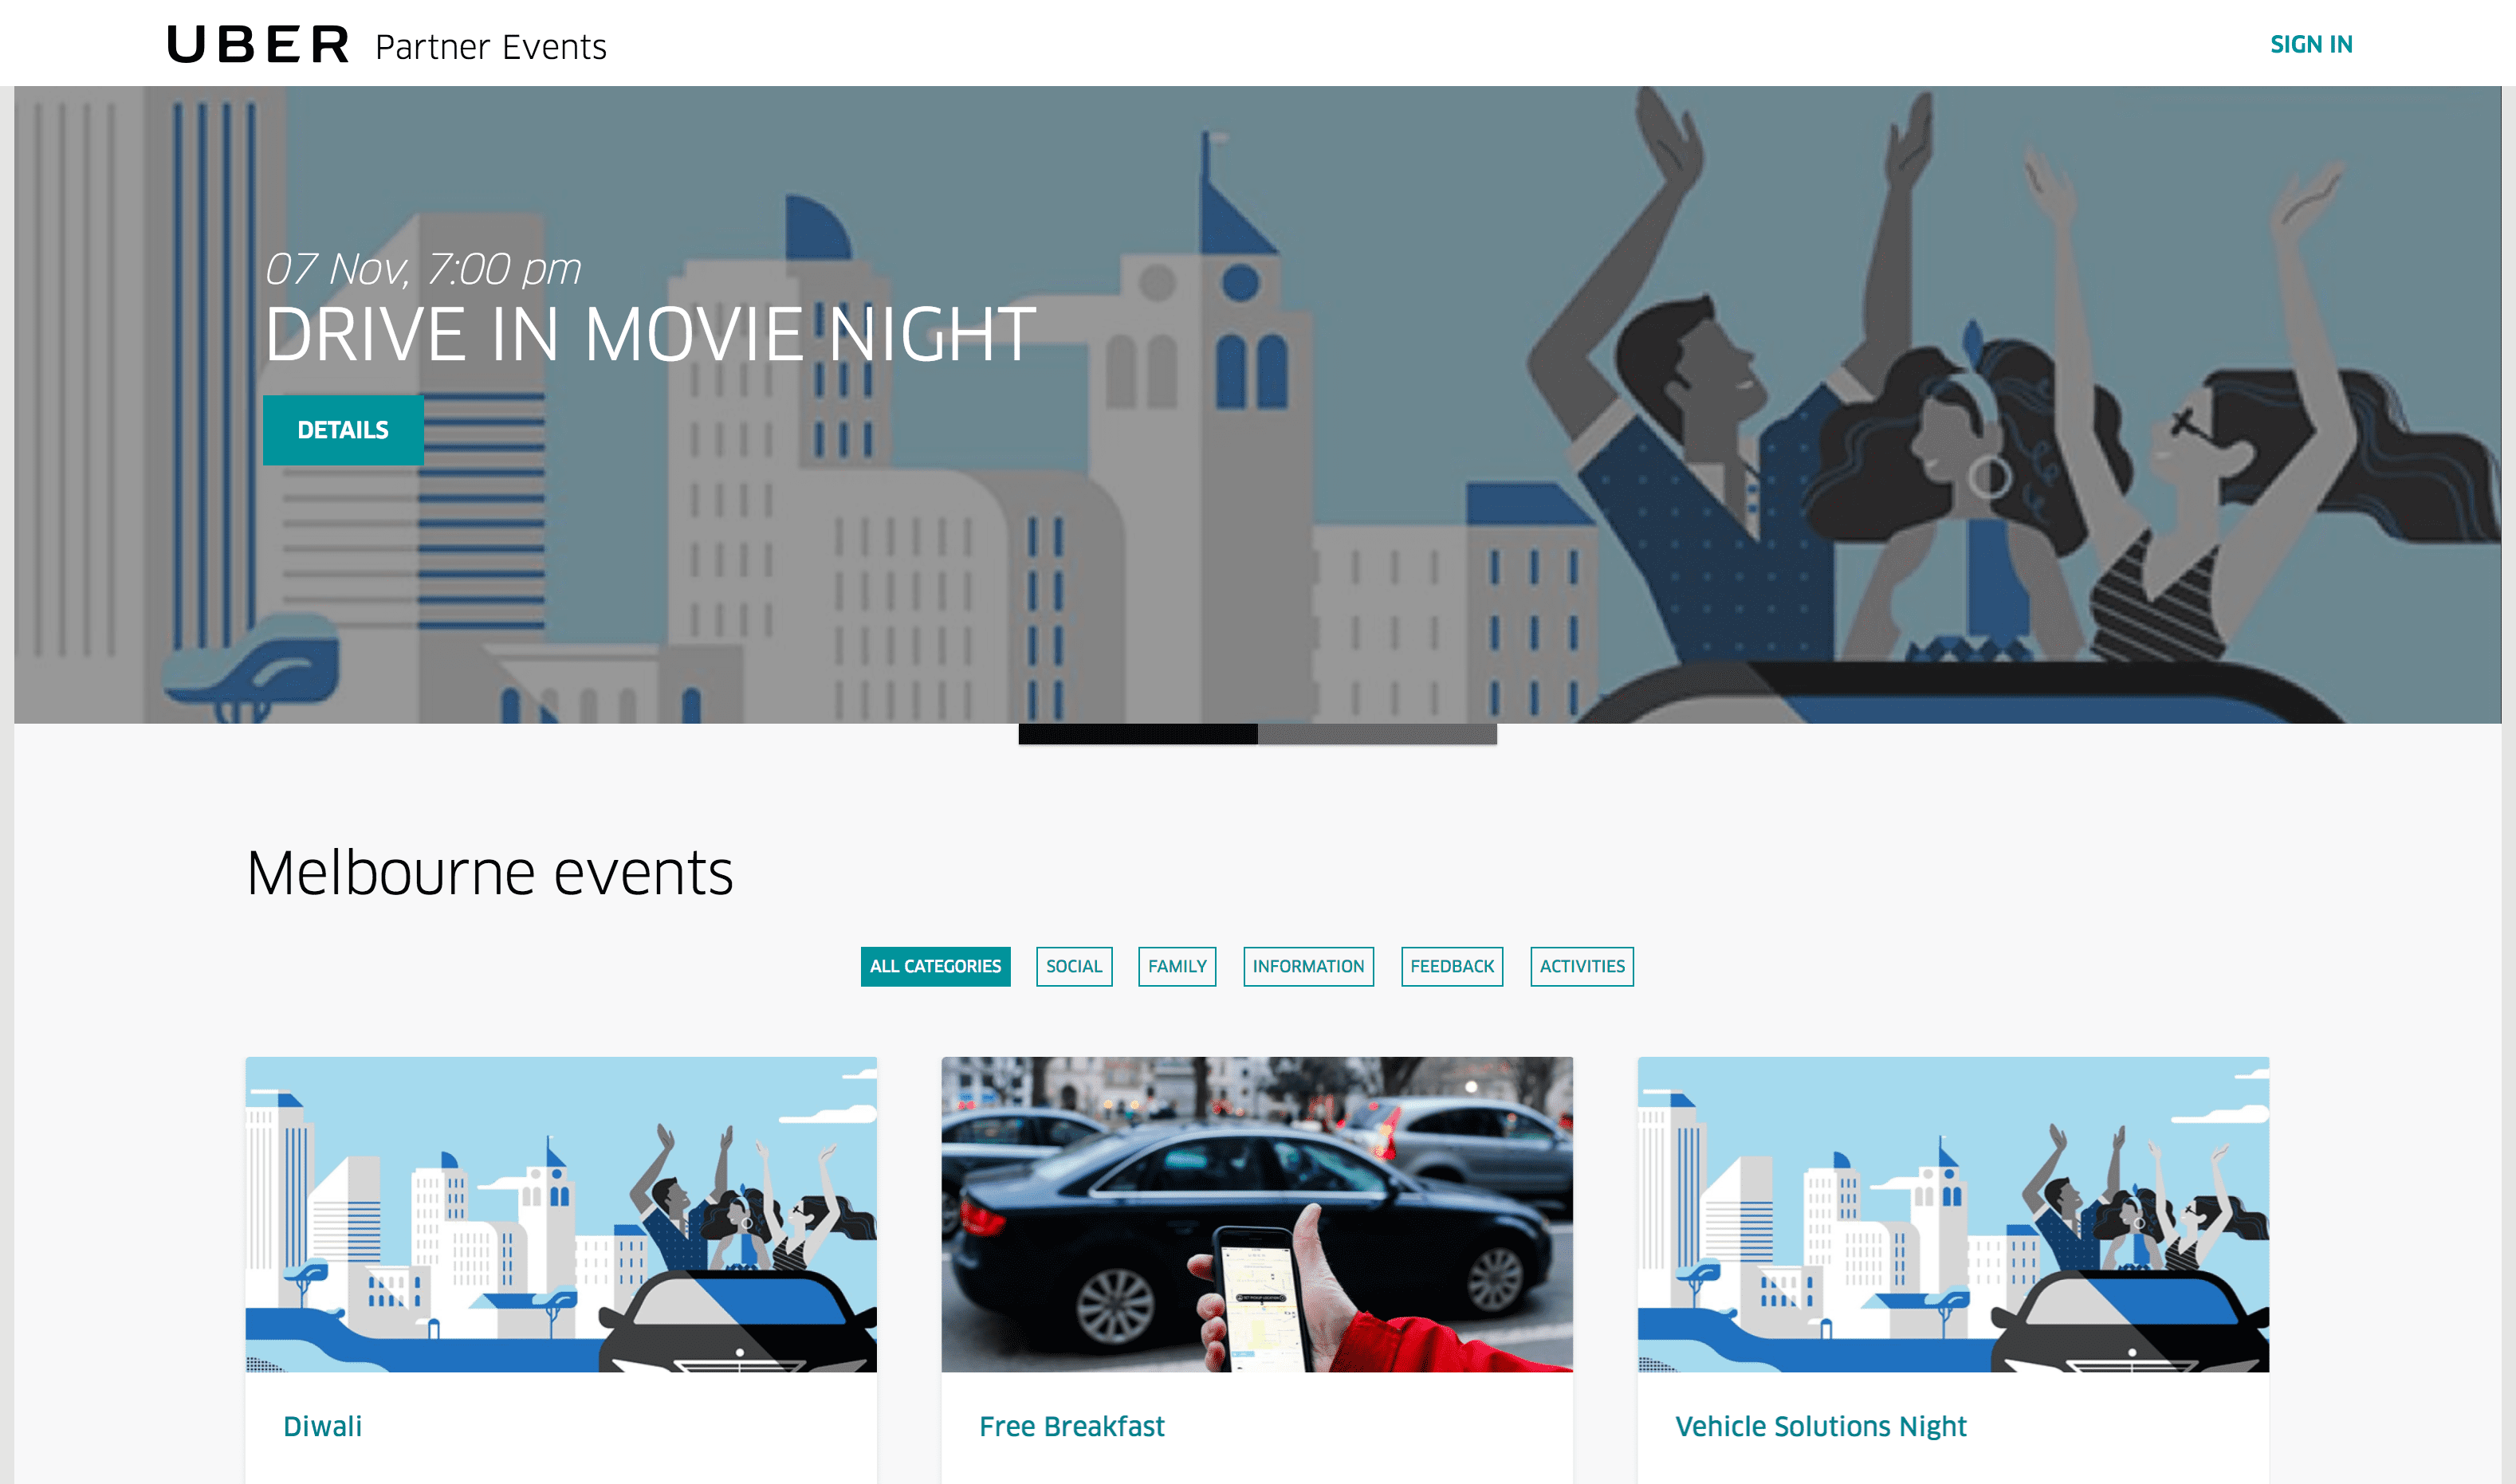 UBER Partner Events
SIGN IN
07 Nov, 7:00 pm
DRIVE IN MOVIE NIGHT
DETAILS
Melbourne events
ALL CATEGORIES
SOCIAL
FAMILY
INFORMATION
FEEDBACK
ACTIVITIES
Diwali
Free Breakfast
Vehicle Solutions Night